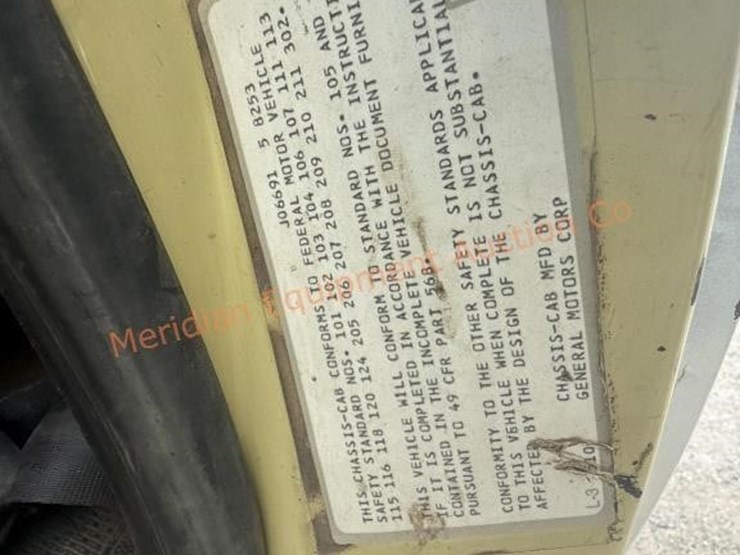 J06691 5 8253
THIS CHASSIS-CAB CONFORMS TO FEDERAL MOTOR VEHICLE
SAFETY STANDARD NOS. 101 102 103 104 106 107 111 113
115 116 118 120 124 205 206 207 208 209 210 211 302.
THIS VEHICLE WILL CONFORM TO STANDARD NOS. 105 AND
IF IT IS COMPLETED IN ACCORDANCE WITH THE INSTRUCTI
CONTAINED IN THE INCOMPLETE VEHICLE DOCUMENT FURNI
PURSUANT TO 49 CFR PART 568.
CONFORMITY TO THE OTHER SAFETY STANDARDS APPLICA
TO THIS VEHICLE WHEN COMPLETE IS NOT SUBSTANTIAL
AFFECTED BY THE DESIGN OF THE CHASSIS-CAB.
CHASSIS-CAB MFD BY
GENERAL MOTORS CORP
L-3
Meridian Equipment Auction Co